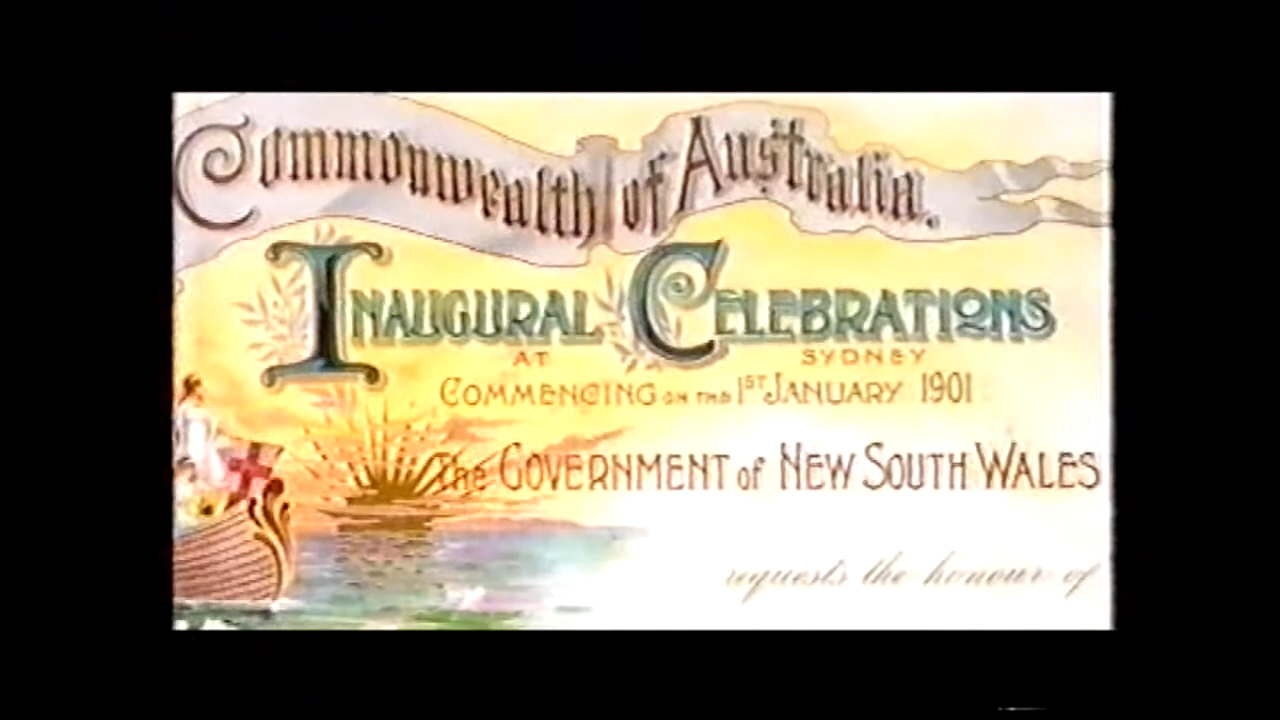 Commonwealth of Australia.
INAUGURAL CELEBRATIONS
AT SYDNEY
COMMENCING ON THE 1ST JANUARY 1901
The GOVERNMENT of NEW SOUTH WALES
requests the honour of